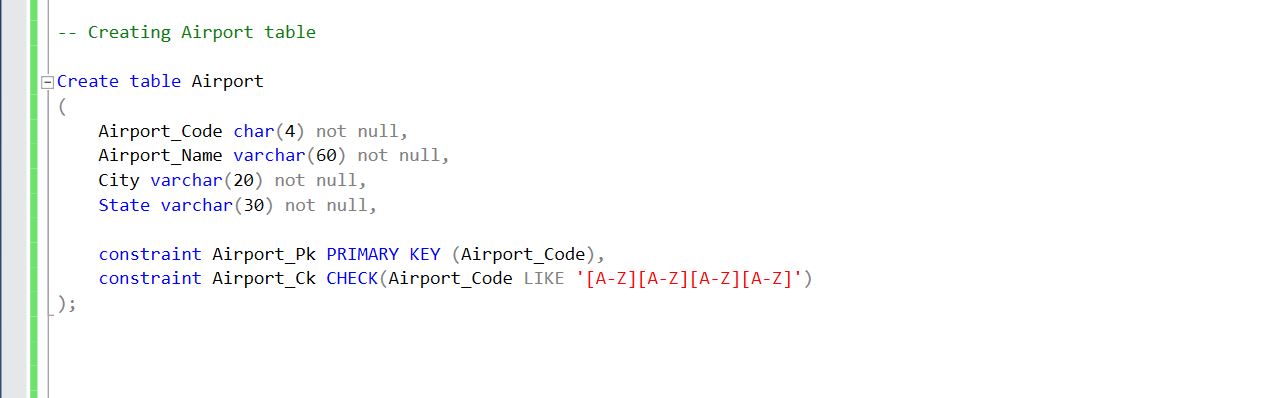 -- Creating Airport table
Create table Airport
(
Airport_Code char(4) not null,
Airport_Name varchar(60) not null,
City varchar(20) not null,
State varchar(30) not null,
constraint Airport_Pk PRIMARY KEY (Airport_Code),
constraint Airport_Ck CHECK(Airport_Code LIKE '[A-Z][A-Z][A-Z][A-Z]')
);